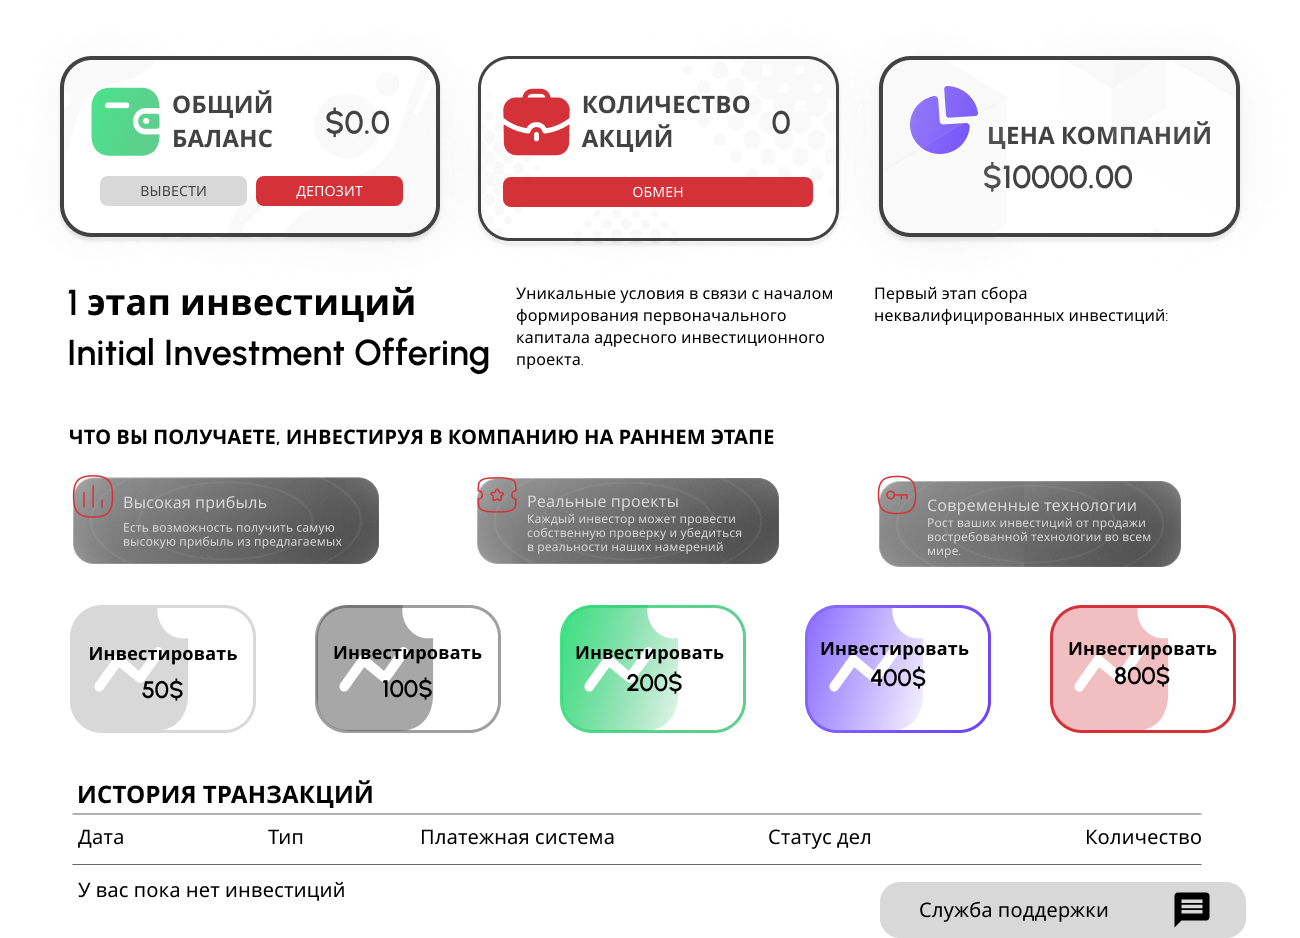 ОБЩИЙ
БАЛАНС
$0.0
ВЫВЕСТИ
ДЕПОЗИТ
КОЛИЧЕСТВО
АКЦИЙ
0
ОБМЕН
ЦЕНА КОМПАНИЙ
$10000.00
1 этап инвестиций
Initial Investment Offering
Уникальные условия в связи с началом
формирования первоначального
капитала адресного инвестиционного
проекта.
Первый этап сбора
неквалифицированных инвестиций:
ЧТО ВЫ ПОЛУЧАЕТЕ, ИНВЕСТИРУЯ В КОМПАНИЮ НА РАННЕМ ЭТАПЕ
Высокая прибыль
Есть возможность получить самую
высокую прибыль из предлагаемых
Реальные проекты
Каждый инвестор может провести
собственную проверку и убедиться
в реальности наших намерений
Современные технологии
Рост ваших инвестиций от продажи
востребованной технологии во всем
мире.
Инвестировать
50$
Инвестировать
100$
Инвестировать
200$
Инвестировать
400$
Инвестировать
800$
ИСТОРИЯ ТРАНЗАКЦИЙ
Дата
Тип
Платежная система
Статус дел
Количество
У вас пока нет инвестиций
Служба поддержки